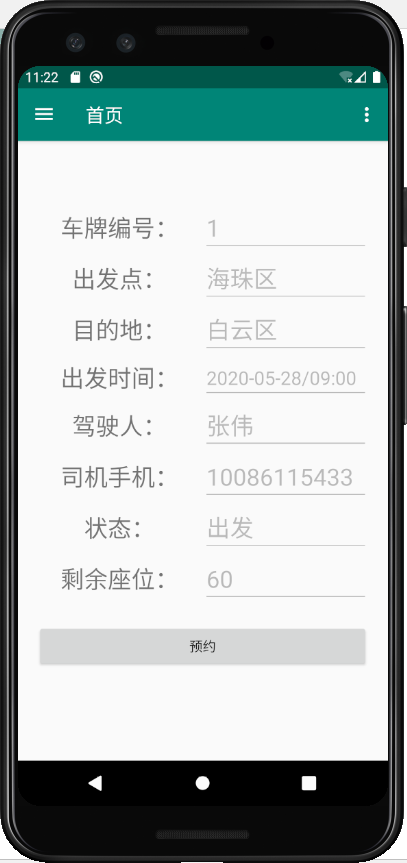 11:22
首页
车牌编号： 1
出发点： 海珠区
目的地： 白云区
出发时间： 2020-05-28/09:00
驾驶人： 张伟
司机手机： 10086115433
状态： 出发
剩余座位： 60
预约